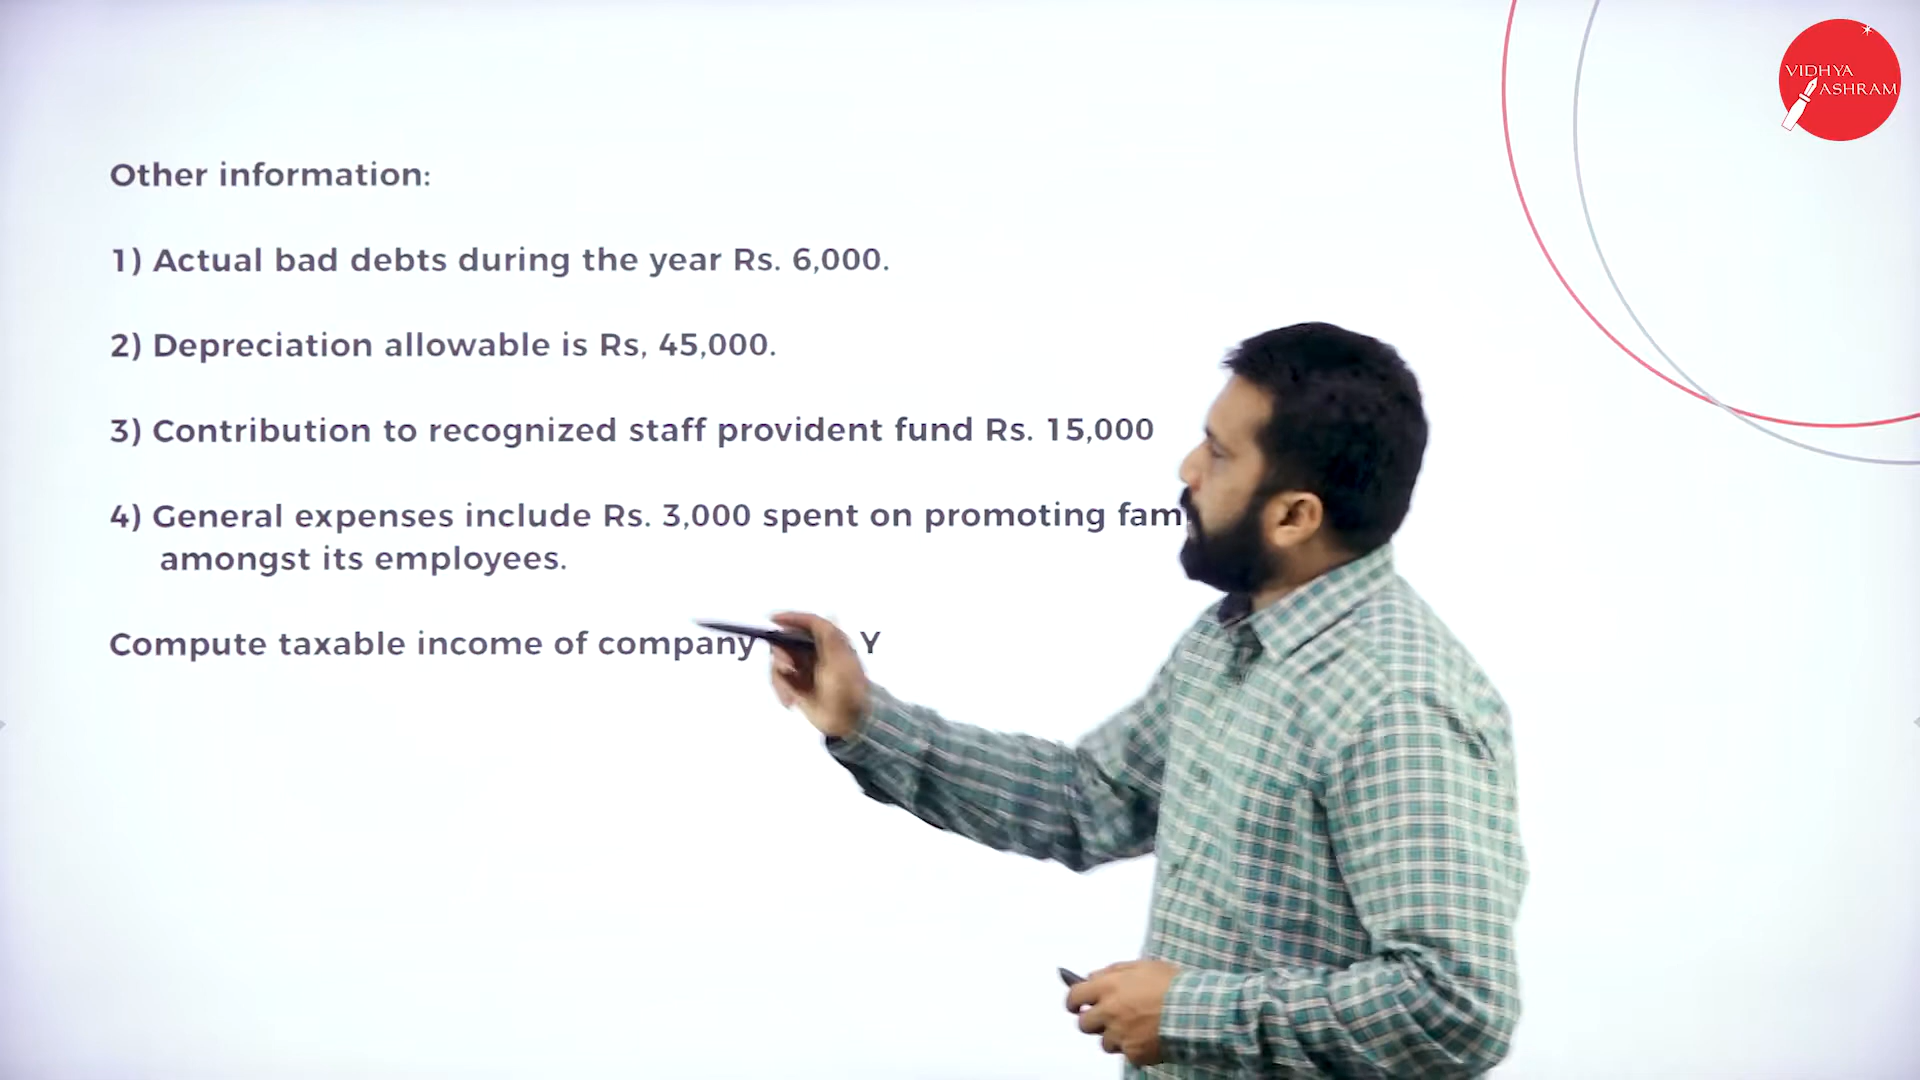 VIDHYA
ASHRAM
Other information:
1) Actual bad debts during the year Rs. 6,000.
2) Depreciation allowable is Rs, 45,000.
3) Contribution to recognized staff provident fund Rs. 15,000
4) General expenses include Rs. 3,000 spent on promoting
amongst its employees.
Compute taxable income of company Y